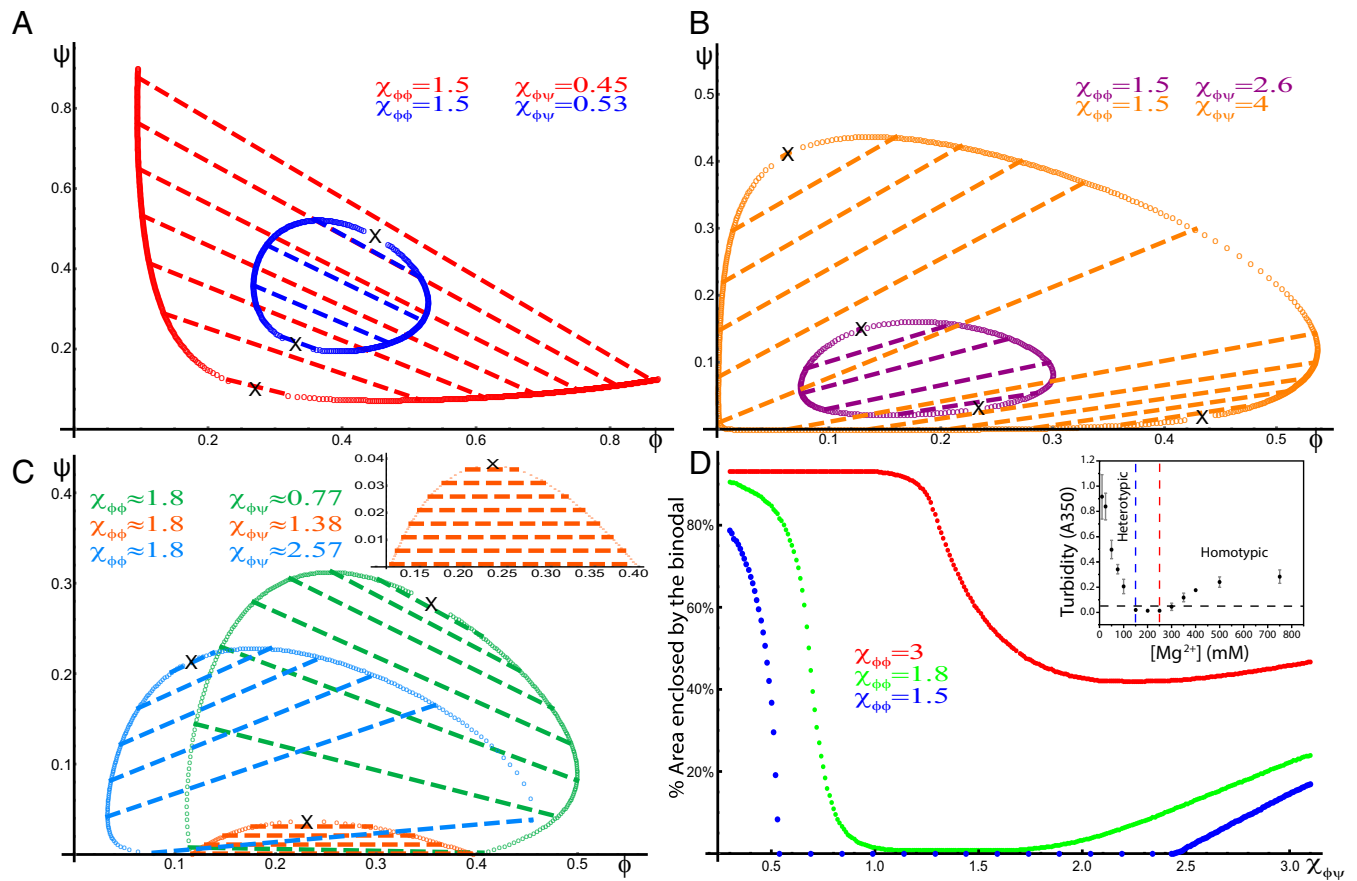 A
ψ
χϕϕ=1.5 χϕψ=0.45
χϕϕ=1.5 χϕψ=0.53
0.8
0.6
0.4
0.2
X
X
X
0.2 0.4 0.6 0.8 ϕ
B
ψ
χϕϕ=1.5 χϕψ=2.6
χϕϕ=1.5 χϕψ=4
0.5
0.4
0.3
0.2
0.1
X
X
X
X
0.1 0.2 0.3 0.4 0.5 ϕ
C
ψ
χϕϕ≈1.8 χϕψ≈0.77
χϕϕ≈1.8 χϕψ≈1.38
χϕϕ≈1.8 χϕψ≈2.57
0.4
0.3
0.2
0.1
X
X
X
0.1 0.2 0.3 0.4 0.5 ϕ
0.04
0.03
0.02
0.01
X
0.15 0.20 0.25 0.30 0.35 0.40
D
% Area enclosed by the binodal
80%
60%
40%
20%
χϕϕ=3
χϕϕ=1.8
χϕϕ=1.5
0.5 1.0 1.5 2.0 2.5 3.0 χϕψ
Turbidity (A350)
1.2
1.0
0.8
0.6
0.4
0.2
0.0
Heterotypic
Homotypic
0 100 200 300 400 500 600 700 800
[Mg2+] (mM)